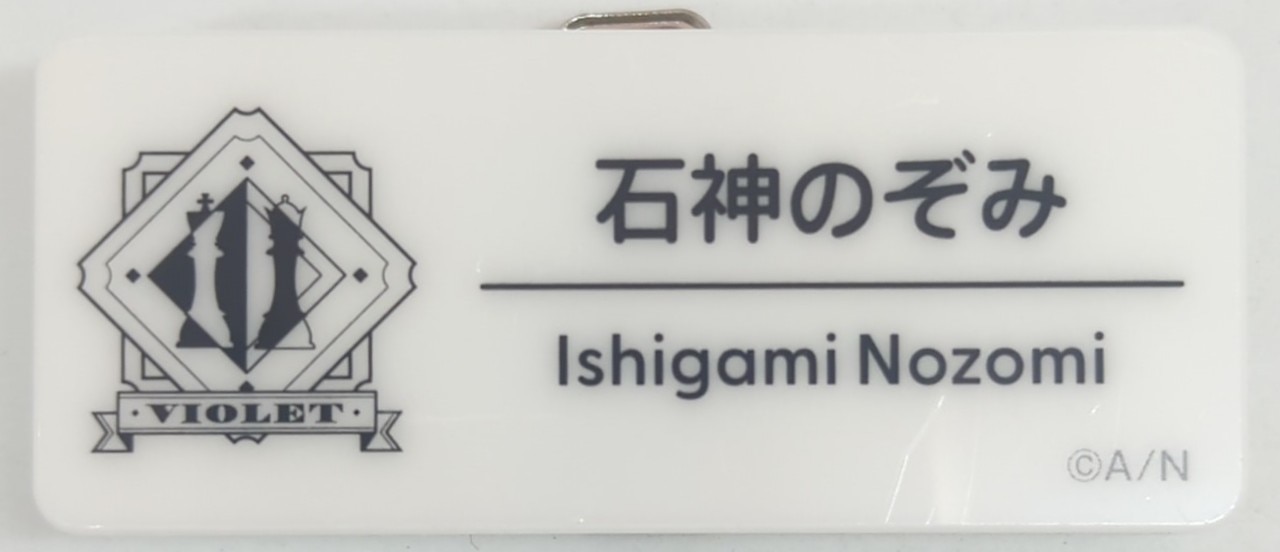 石神のぞみ
Ishigami Nozomi
· VIOLET ·
©A/N